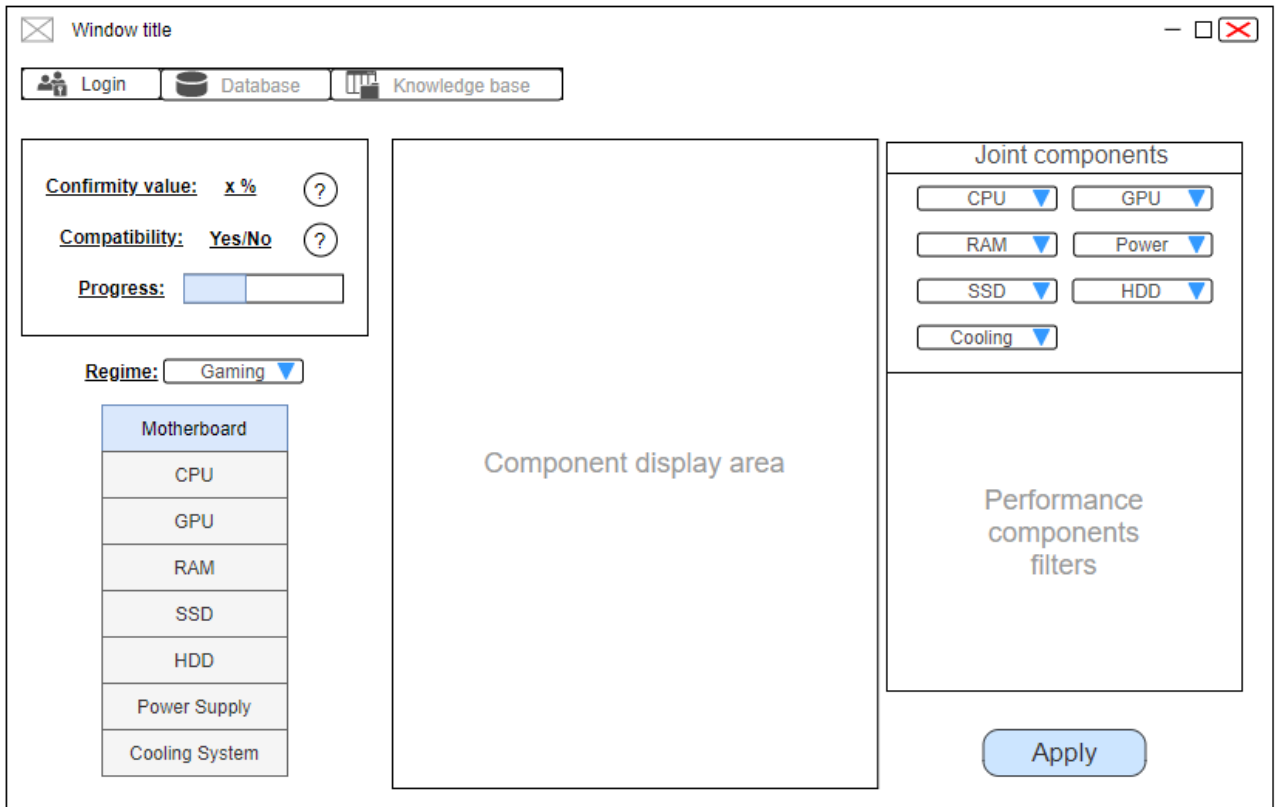 Window title
Login
Database
Knowledge base
Confirmity value: x % ?
Compatibility: Yes/No ?
Progress:
Regime: Gaming
Motherboard
CPU
GPU
RAM
SSD
HDD
Power Supply
Cooling System
Component display area
Joint components
CPU
GPU
RAM
Power
SSD
HDD
Cooling
Performance
components
filters
Apply